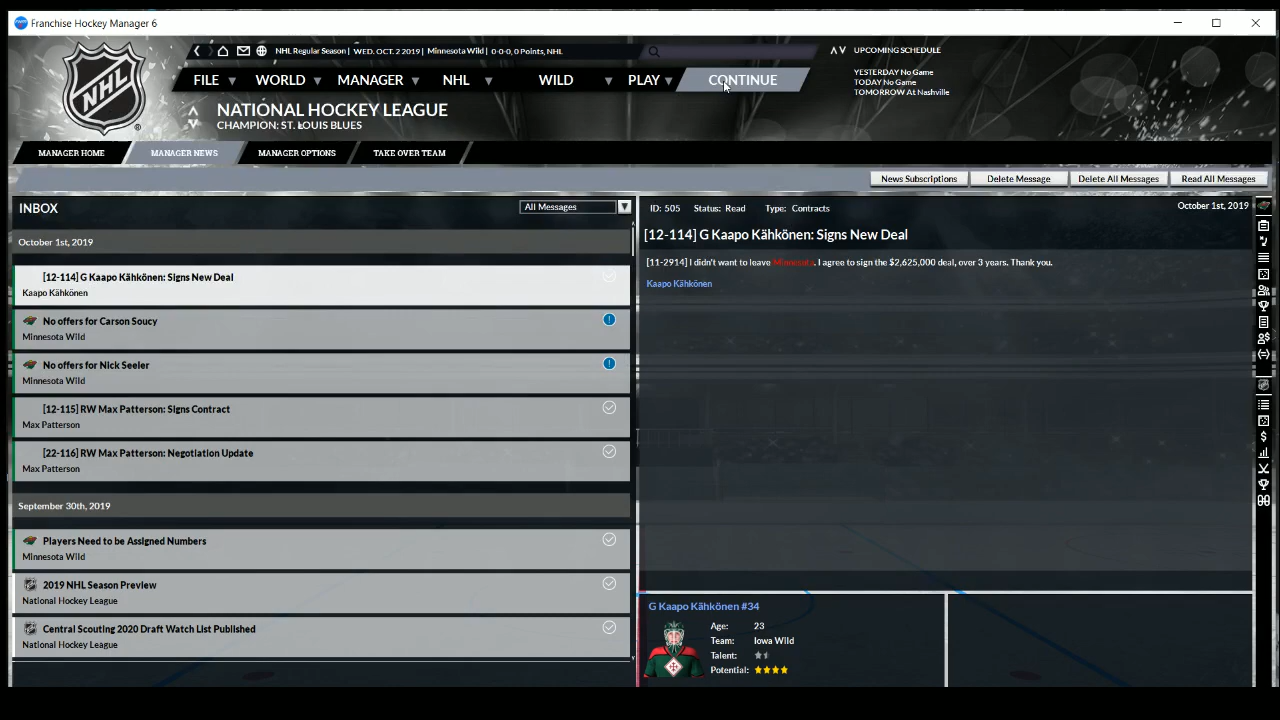 Franchise Hockey Manager 6
NHL Regular Season | WED. OCT. 2 2019 | Minnesota Wild | 0-0-0, 0 Points, NHL
UPCOMING SCHEDULE
FILE WORLD MANAGER NHL WILD PLAY CONTINUE
YESTERDAY No Game
TODAY No Game
TOMORROW At Nashville
NHL
NATIONAL HOCKEY LEAGUE
CHAMPION: ST. LOUIS BLUES
MANAGER HOME MANAGER NEWS MANAGER OPTIONS TAKE OVER TEAM
News Subscriptions Delete Message Delete All Messages Read All Messages
INBOX All Messages
October 1st, 2019
[12-114] G Kaapo Kähkönen: Signs New Deal
Kaapo Kähkönen
No offers for Carson Soucy
Minnesota Wild
No offers for Nick Seeler
Minnesota Wild
[12-115] RW Max Patterson: Signs Contract
Max Patterson
[22-116] RW Max Patterson: Negotiation Update
Max Patterson
September 30th, 2019
Players Need to be Assigned Numbers
Minnesota Wild
2019 NHL Season Preview
National Hockey League
Central Scouting 2020 Draft Watch List Published
National Hockey League
ID: 505 Status: Read Type: Contracts October 1st, 2019
[12-114] G Kaapo Kähkönen: Signs New Deal
[11-2914] I didn't want to leave Minnesota. I agree to sign the $2,625,000 deal, over 3 years. Thank you.
Kaapo Kähkönen
G Kaapo Kähkönen #34
Age: 23
Team: Iowa Wild
Talent:
Potential: